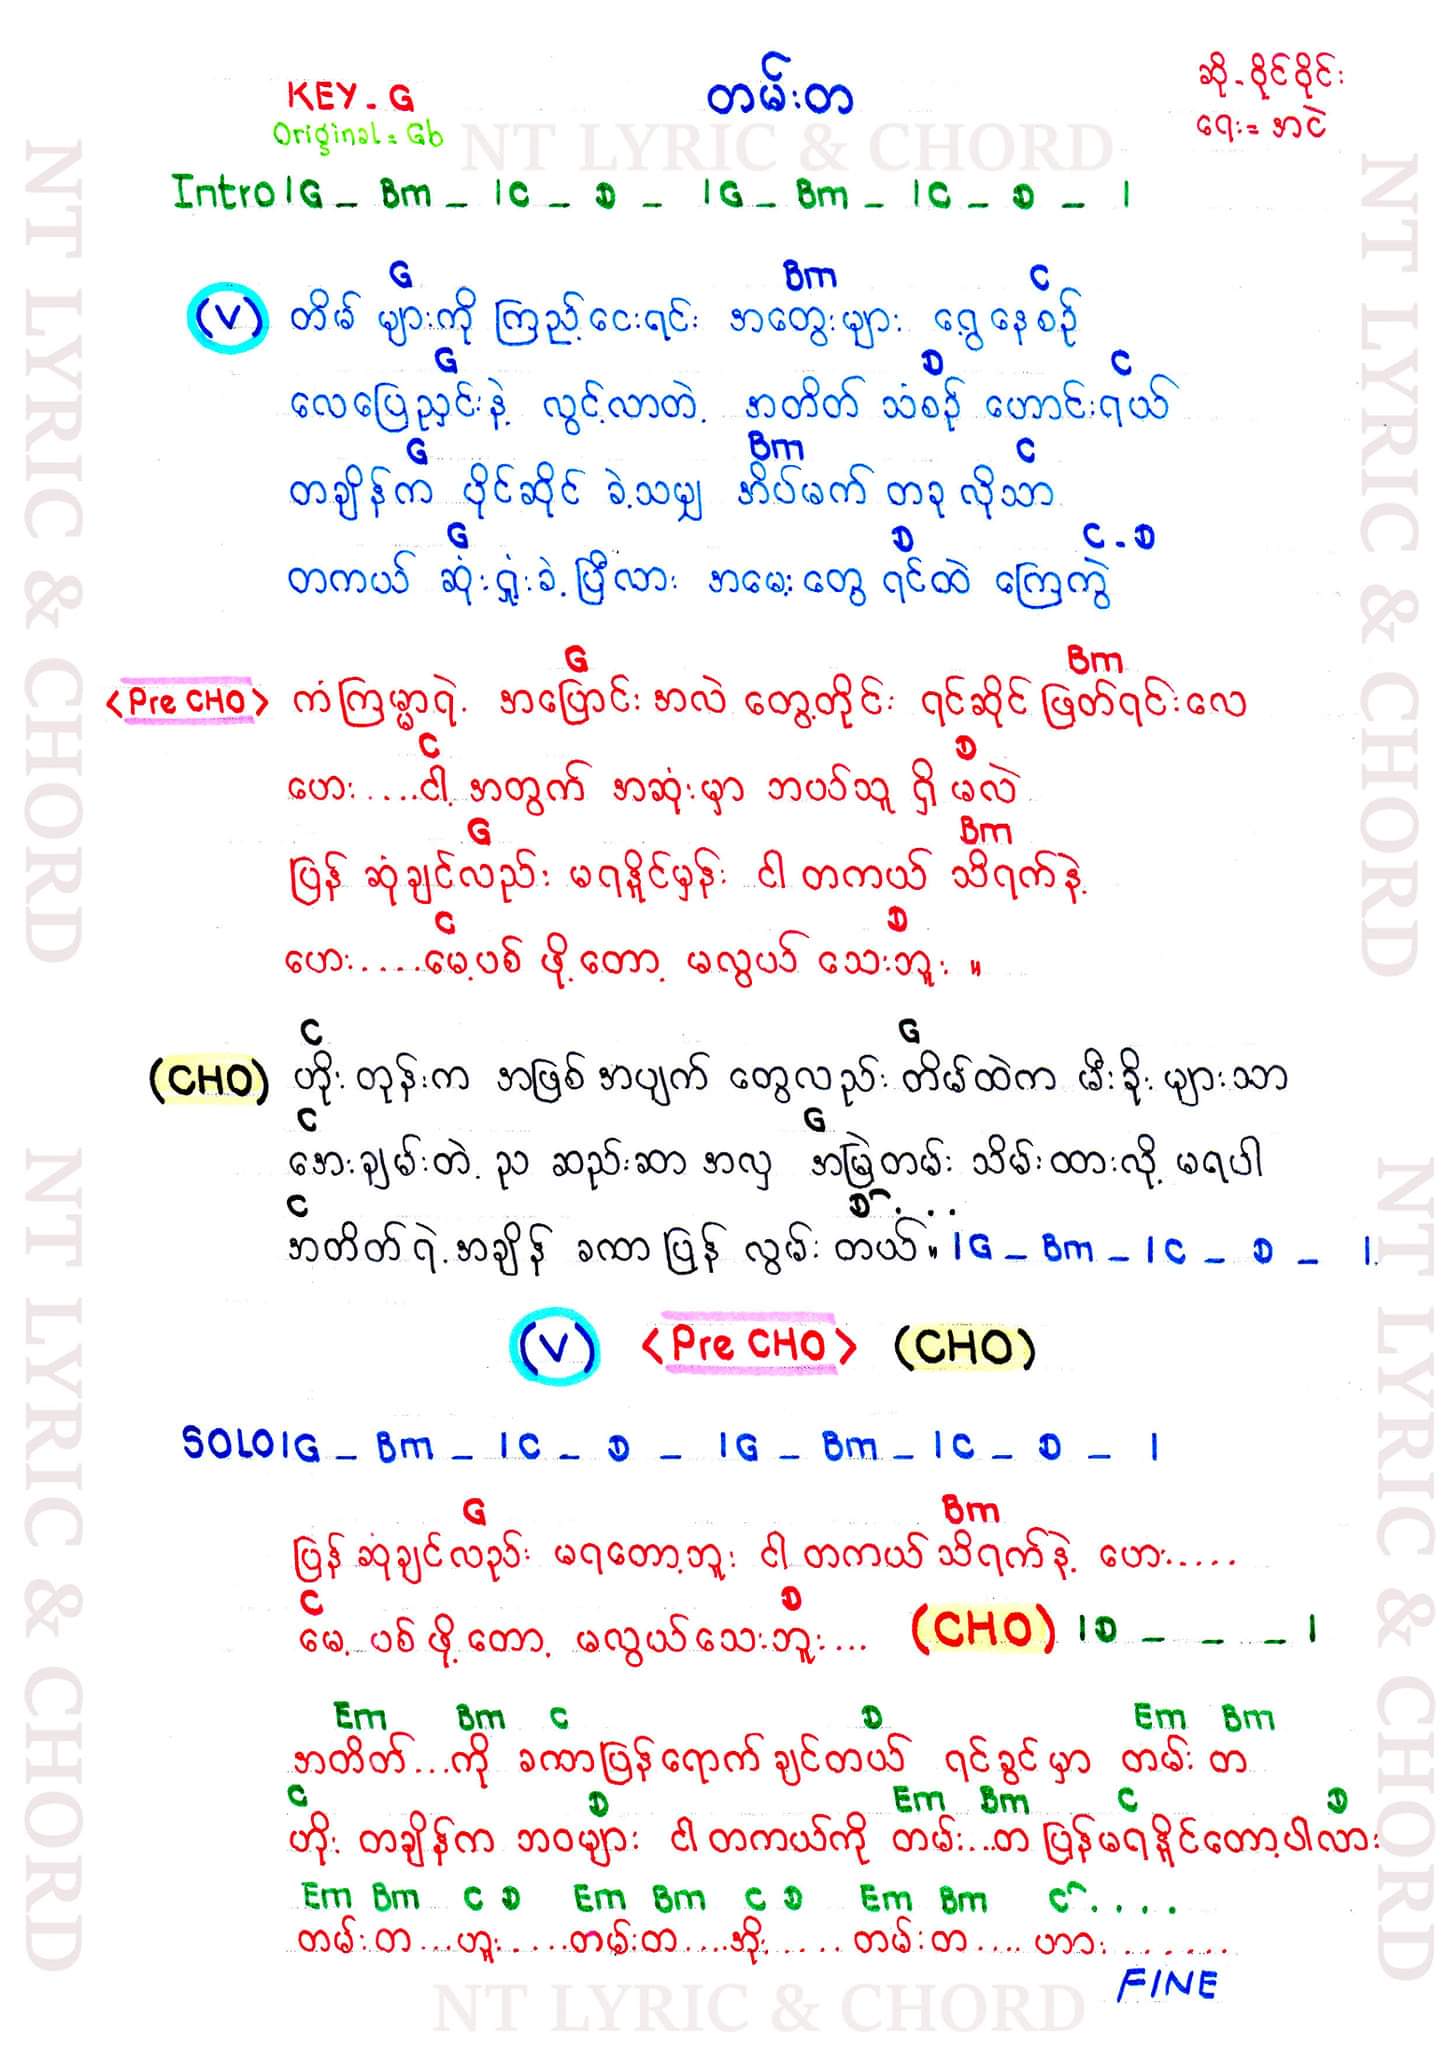 KEY - G
Original = Gb
တမ်းတ
ဆို - ဝိုင်ဝိုင်း
ရေး = အငဲ
NT LYRIC & CHORD
Intro | G _ Bm _ | C _ D _ | G _ Bm _ | C _ D _ |
G Bm C
(V) တိမ် များကို ကြည့်ငေးရင်း အတွေးများ ရွေ့နေစဉ်
G D C
လေပြေညှင်းနဲ့ လွင့်လာတဲ့ အတိတ် သံစဉ် ဟောင်းရယ်
G Bm C
တချိန်က ပိုင်ဆိုင် ခဲ့သမျှ အိပ်မက် တခု လိုသာ
G D C - D
တကယ် ဆုံးရှုံးခဲ့ပြီလား အမေးတွေ ရင်ထဲ ကြေကွဲ
G Bm
<Pre CHO> ကံကြမ္မာရဲ့ အပြောင်းအလဲ တွေ့တိုင်း ရင်ဆိုင် ဖြတ်ရင်းလေ
C D
ဟေး....ငါ့ အတွက် အဆုံးမှာ ဘယ်သူ ရှိ မလဲ
G Bm
ပြန် ဆုံချင်လည်း မရနိုင်မှန်း ငါ တကယ် သိရက်နဲ့
C D
ဟေး.....မေ့ပစ် ဖို့တော့ မလွယ် သေးဘူး ။
C G
(CHO) ဟိုး တုန်းက အဖြစ်အပျက် တွေလည်း တိမ်ထဲက မီးခိုး များသာ
C G
အေးချမ်းတဲ့ ည ဆည်းဆာ အလှ အမြဲတမ်း သိမ်းထားလို့ မရပါ
C D ...
အတိတ်ရဲ့အချိန် ခဏာပြန် လွမ်း တယ်။ | G _ Bm _ | C _ D _ |
(V) <Pre CHO> (CHO)
SOLO | G _ Bm _ | C _ D _ | G _ Bm _ | C _ D _ |
G Bm
ပြန် ဆုံချင်လည်း မရတော့ဘူး ငါ တကယ် သိရက်နဲ့ ဟေး.....
C D
မေ့ ပစ် ဖို့တော့ မလွယ်သေးဘူး... (CHO) | D _ _ _ |
Em Bm C D Em Bm
အတိတ်...ကို ခဏာပြန်ရောက်ချင်တယ် ရင်ခွင်မှာ တမ်း တ
C D Em Bm C D
ဟိုး တချိန်က ဘဝများ ငါ တကယ်ကို တမ်း...တ ပြန်မရနိုင်တော့ပါလား
Em Bm C D Em Bm C D Em Bm C ....
တမ်းတ...ဟူး.....တမ်းတ....အိုး.....တမ်းတ.... ဟား.......
FINE
NT LYRIC & CHORD
NT LYRIC & CHORD
NT LYRIC & CHORD
NT LYRIC & CHORD
NT LYRIC & CHORD